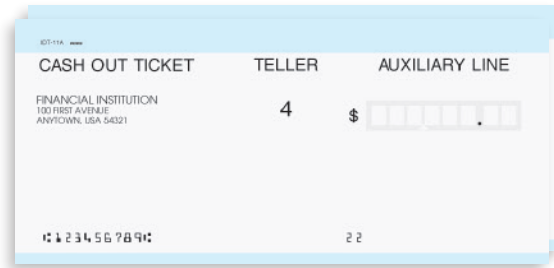 IDT-11A
CASH OUT TICKET TELLER AUXILIARY LINE
FINANCIAL INSTITUTION
100 FIRST AVENUE
ANYTOWN, USA 54321
4
$ .
⑆123456789⑆ 22